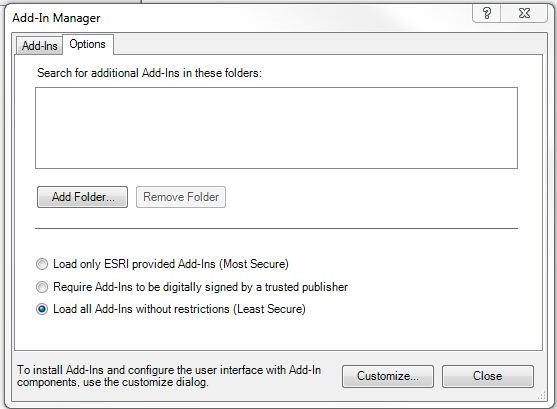 Add-In Manager
Add-Ins
Options
Search for additional Add-Ins in these folders:
Add Folder...
Remove Folder
Load only ESRI provided Add-Ins (Most Secure)
Require Add-Ins to be digitally signed by a trusted publisher
Load all Add-Ins without restrictions (Least Secure)
To install Add-Ins and configure the user interface with Add-In
components, use the customize dialog.
Customize...
Close